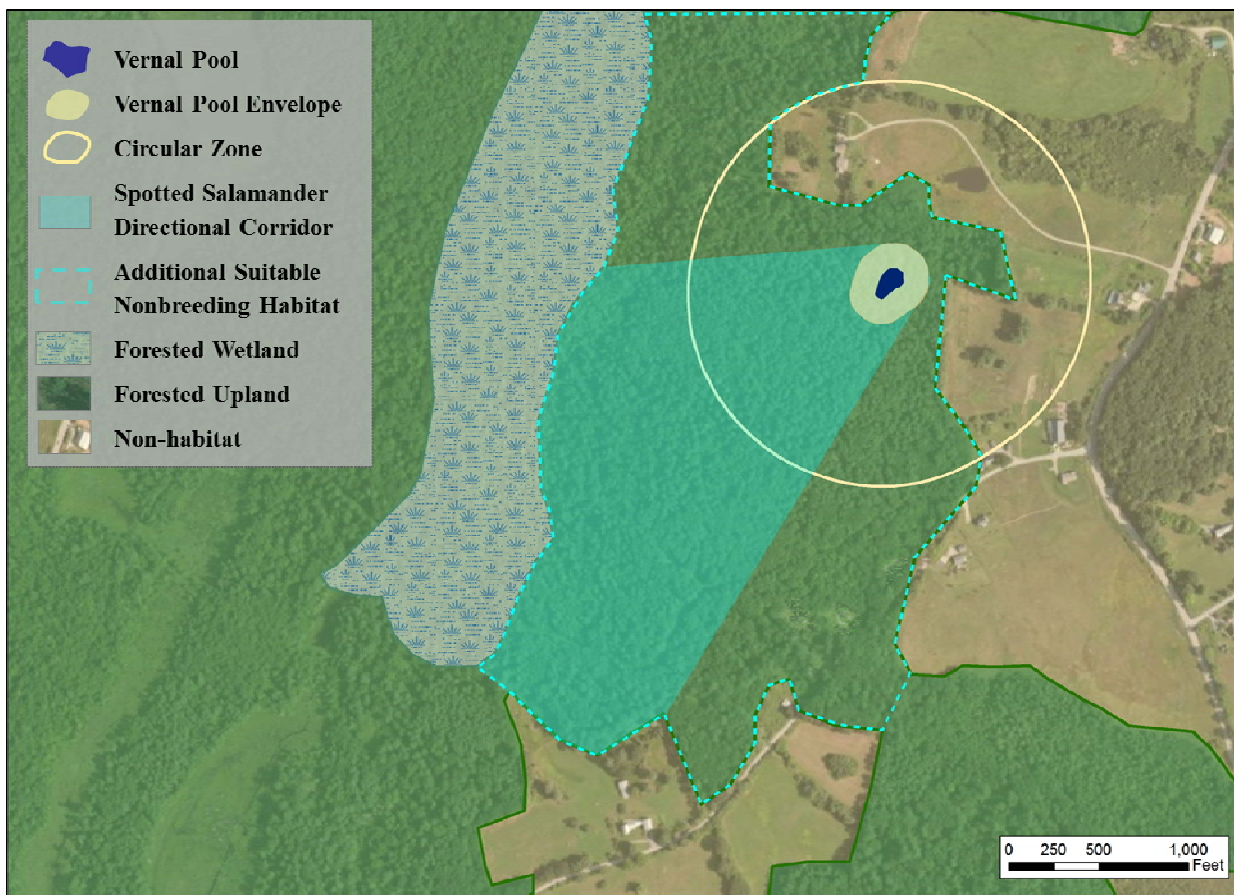 Vernal Pool
Vernal Pool Envelope
Circular Zone
Spotted Salamander
Directional Corridor
Additional Suitable
Nonbreeding Habitat
Forested Wetland
Forested Upland
Non-habitat
0 250 500 1,000
Feet